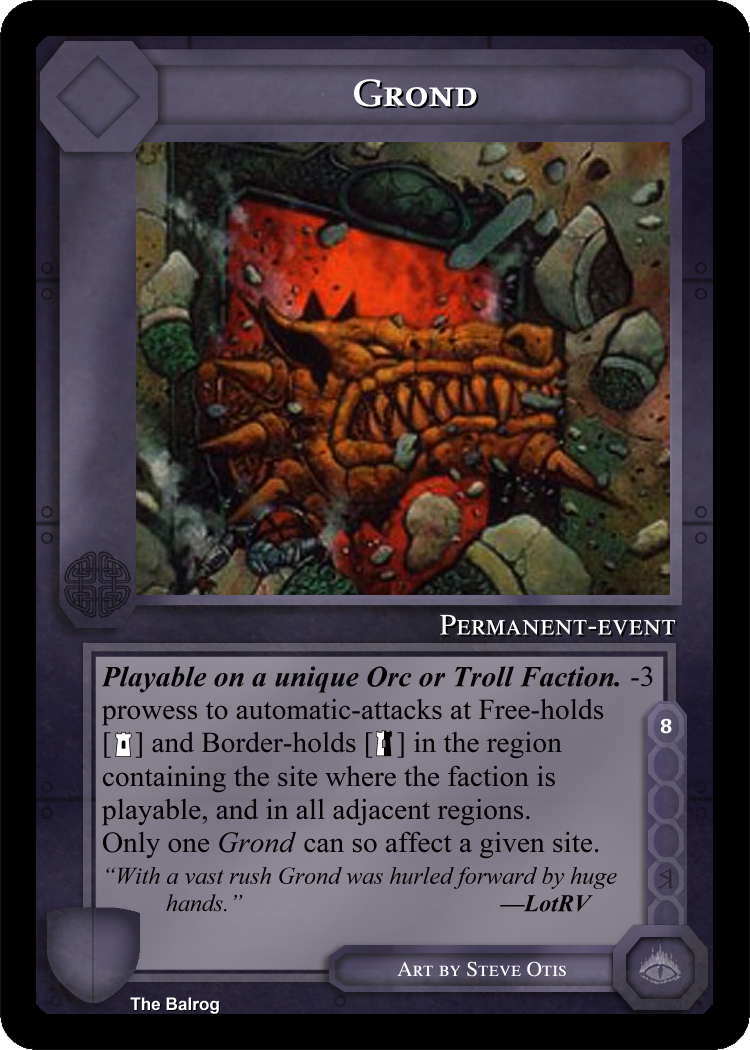 Grond
Permanent-event
Playable on a unique Orc or Troll Faction. -3
prowess to automatic-attacks at Free-holds
[ ] and Border-holds [ ] in the region
containing the site where the faction is
playable, and in all adjacent regions.
Only one Grond can so affect a given site.
“With a vast rush Grond was hurled forward by huge
hands.” —LotRV
8
R
Art by Steve Otis
The Balrog